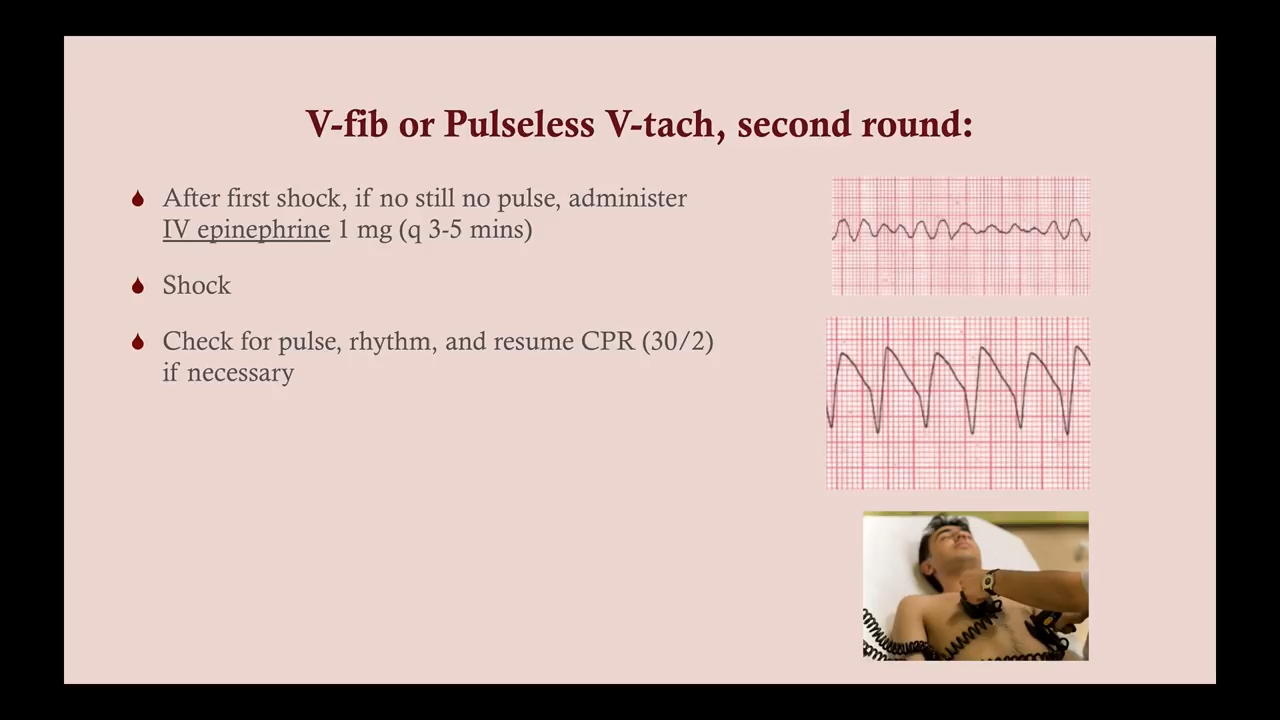 V-fib or Pulseless V-tach, second round:
After first shock, if no still no pulse, administer
IV epinephrine 1 mg (q 3-5 mins)
Shock
Check for pulse, rhythm, and resume CPR (30/2)
if necessary